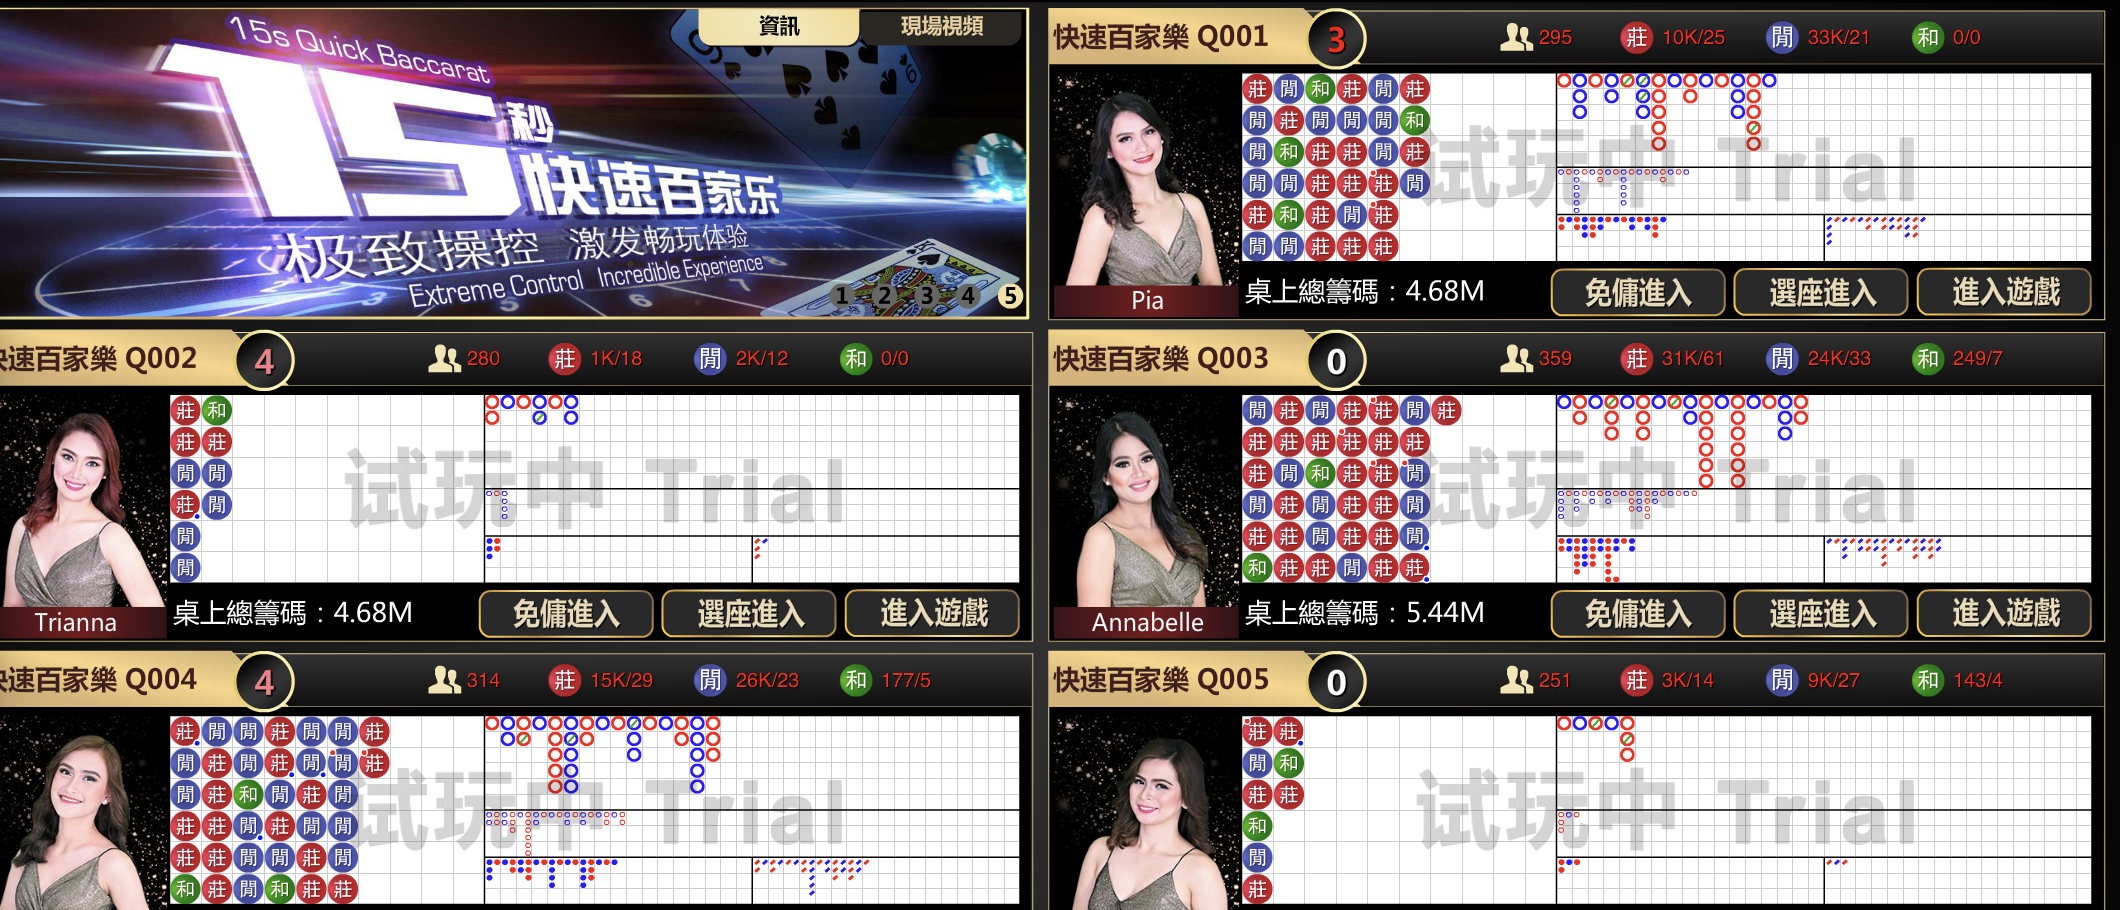 資訊
現場視頻
15s Quick Baccarat
15秒
快速百家乐
极致操控 激发畅玩体验
Extreme Control Incredible Experience
1 2 3 4 5
快速百家樂 Q001
3
295
莊 10K/25
閒 33K/21
和 0/0
莊 閒 和 莊 閒 莊
閒 莊 閒 閒 閒 和
閒 和 莊 莊 閒 莊
閒 閒 莊 莊 莊 閒
莊 和 莊 閒 莊
閒 閒 莊 莊 莊
试玩中 Trial
Pia
桌上總籌碼：4.68M
免傭進入
選座進入
進入遊戲
快速百家樂 Q002
4
280
莊 1K/18
閒 2K/12
和 0/0
莊 和
莊 莊
閒 閒
莊 閒
閒
閒
试玩中 Trial
Trianna
桌上總籌碼：4.68M
免傭進入
選座進入
進入遊戲
快速百家樂 Q003
0
359
莊 31K/61
閒 24K/33
和 249/7
閒 莊 閒 莊 莊 閒 莊
莊 莊 莊 莊 莊 莊
莊 閒 和 莊 莊 閒
閒 閒 莊 莊 莊 閒
莊 莊 閒 莊 莊 閒
和 莊 莊 閒 莊 莊
试玩中 Trial
Annabelle
桌上總籌碼：5.44M
免傭進入
選座進入
進入遊戲
快速百家樂 Q004
4
314
莊 15K/29
閒 26K/23
和 177/5
莊 閒 閒 莊 閒 閒 莊
閒 莊 閒 莊 閒 閒 莊
閒 莊 和 閒 莊 閒
莊 莊 閒 莊 閒 閒
莊 莊 閒 閒 莊 閒
和 莊 閒 和 莊 莊
试玩中 Trial
快速百家樂 Q005
0
251
莊 3K/14
閒 9K/27
和 143/4
莊 莊
閒 和
莊 莊
和
閒
莊
试玩中 Trial